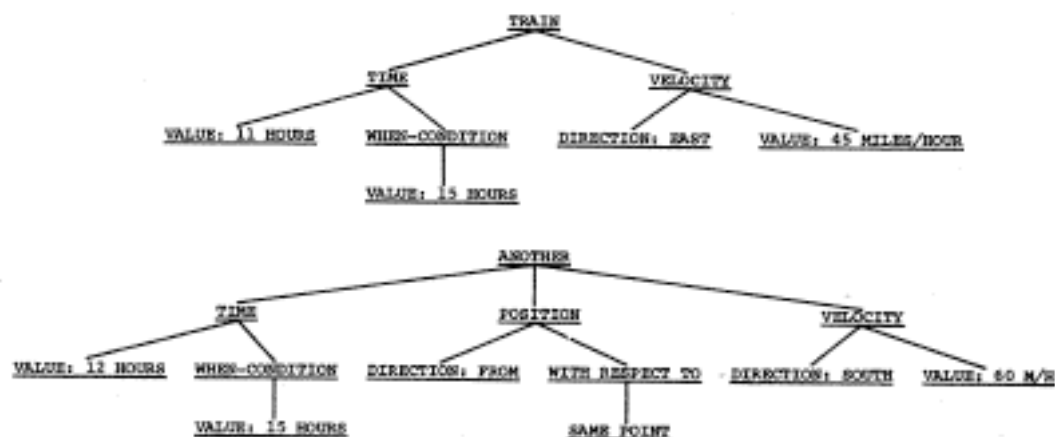 TRAIN
TIME VELOCITY
VALUE: 11 HOURS WHEN-CONDITION DIRECTION: EAST VALUE: 45 MILES/HOUR
VALUE: 15 HOURS
ANOTHER
TIME POSITION VELOCITY
VALUE: 12 HOURS WHEN-CONDITION DIRECTION: FROM WITH RESPECT TO DIRECTION: SOUTH VALUE: 60 M/H
VALUE: 15 HOURS SAME POINT